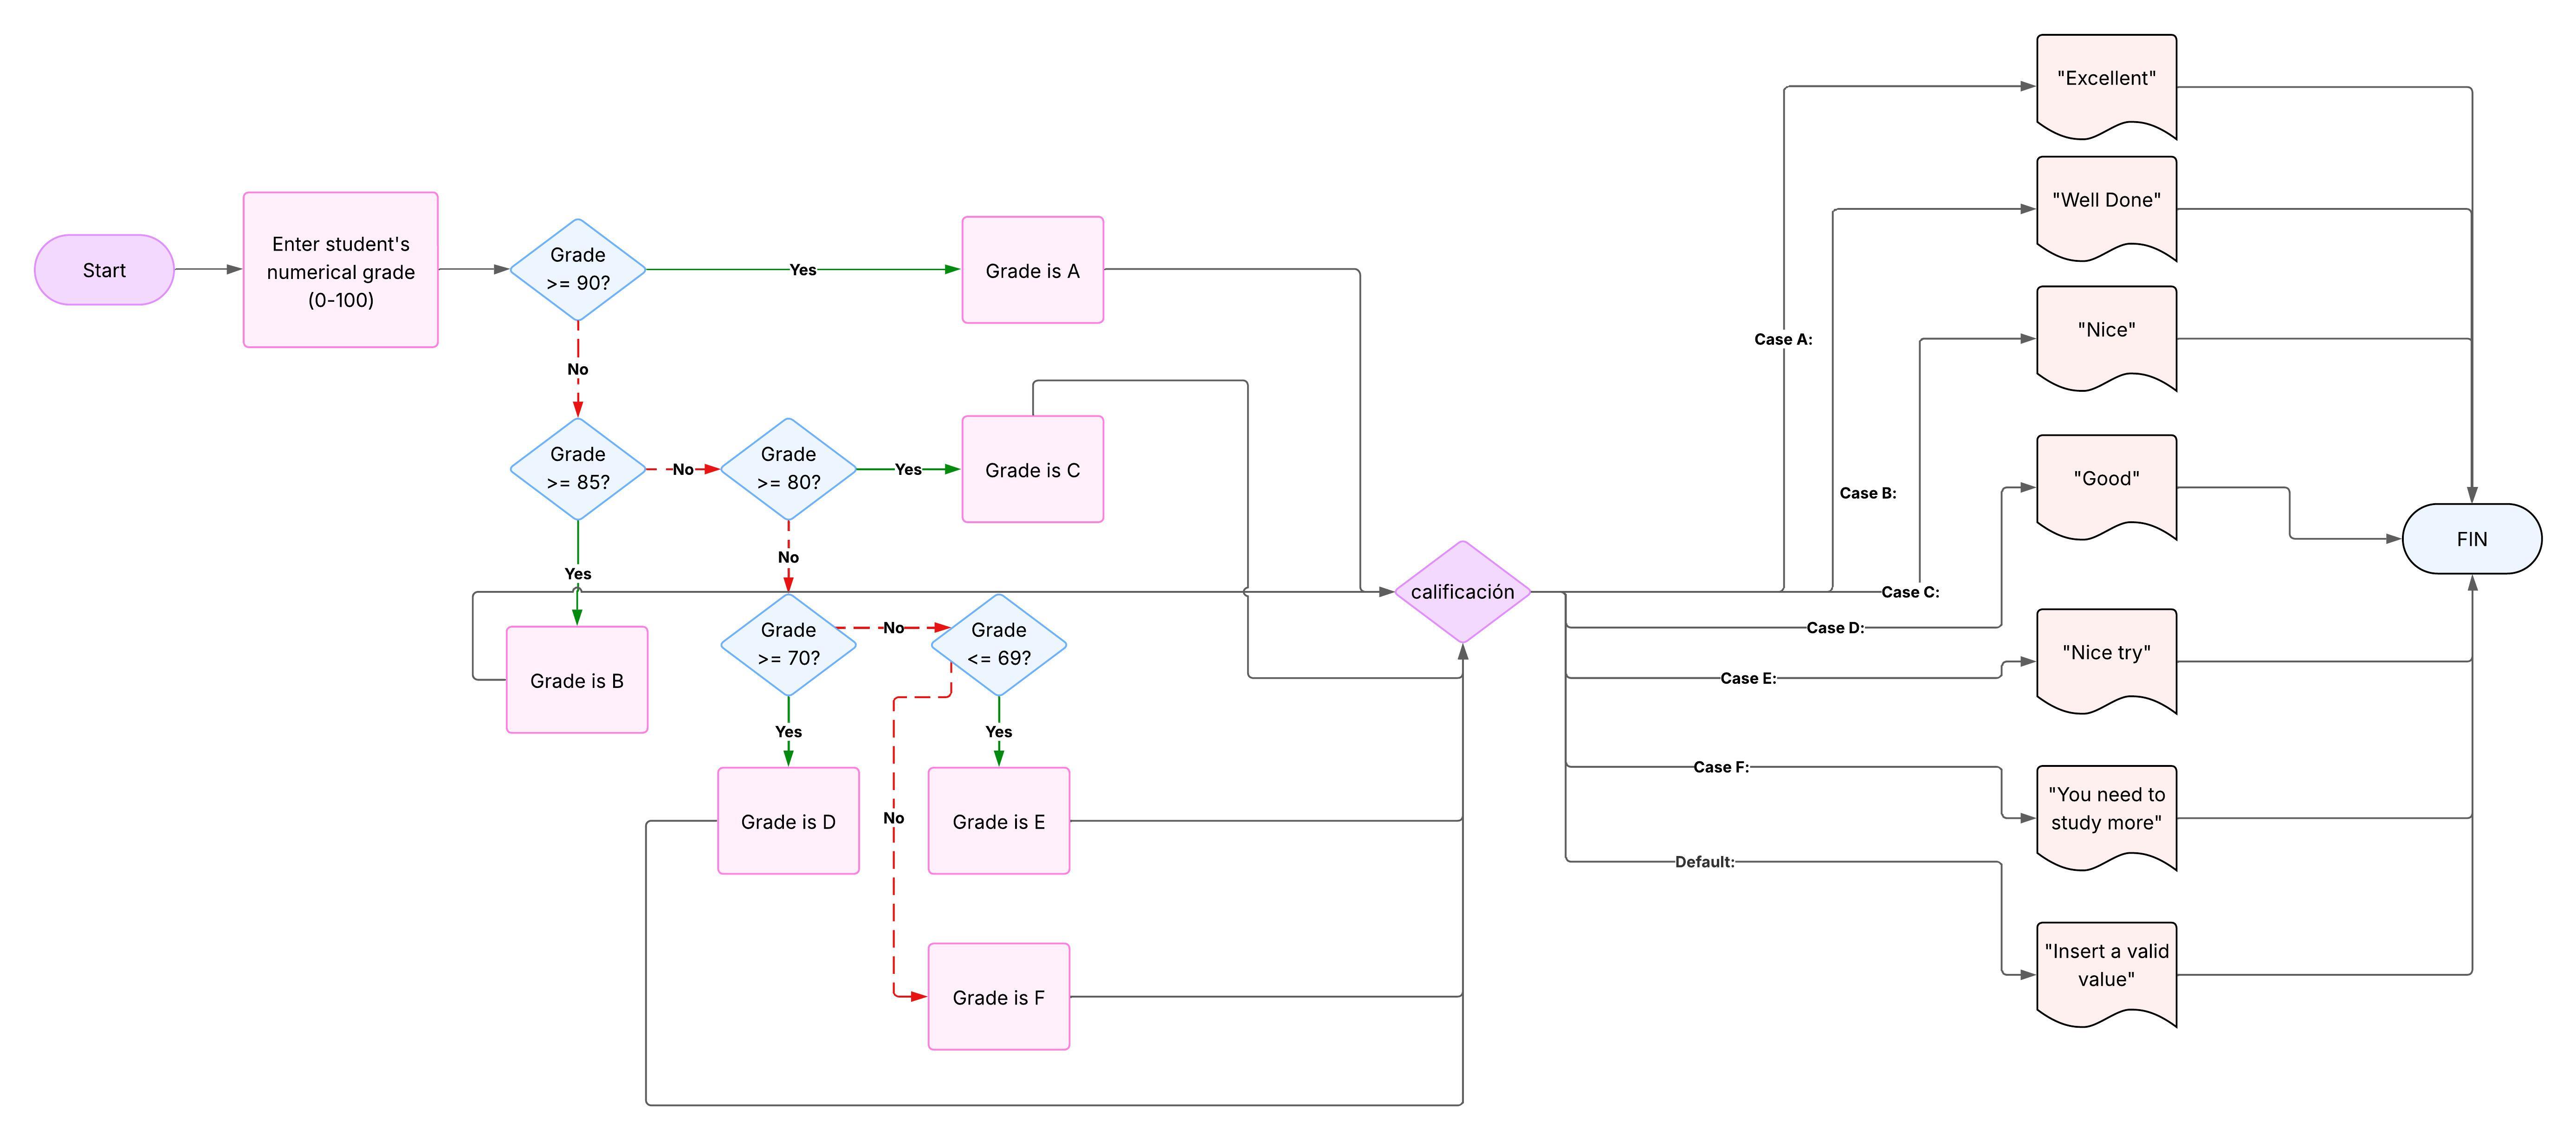 Start
Enter student's
numerical grade
(0-100)
Grade
>= 90?
Yes
Grade is A
No
Grade
>= 85?
No
Grade
>= 80?
Yes
Grade is C
Yes
No
Grade is B
Grade
>= 70?
No
Grade
<= 69?
Yes
Yes
No
Grade is D
Grade is E
Grade is F
calificación
Case A:
Case B:
Case C:
Case D:
Case E:
Case F:
Default:
"Excellent"
"Well Done"
"Nice"
"Good"
"Nice try"
"You need to
study more"
"Insert a valid
value"
FIN